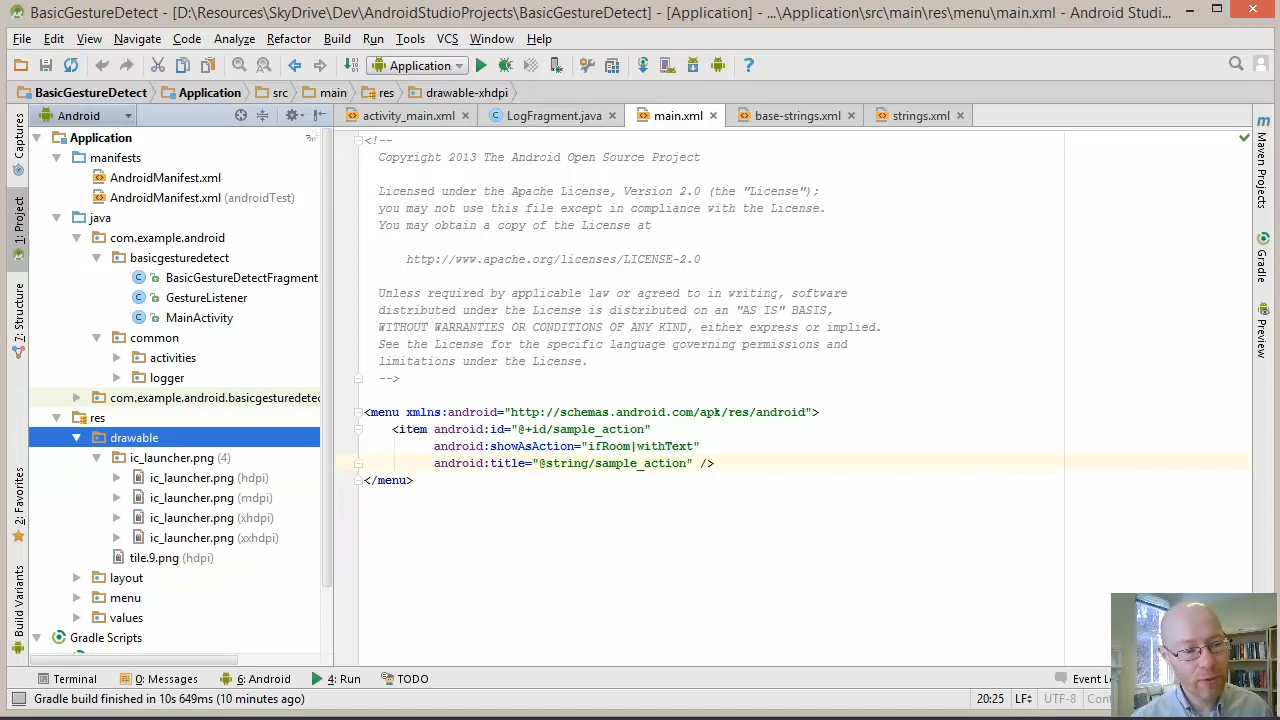 BasicGestureDetect - [D:\Resources\SkyDrive\Dev\AndroidStudioProjects\BasicGestureDetect] - [Application] - ...\Application\src\main\res\menu\main.xml - Android Studi...
File Edit View Navigate Code Analyze Refactor Build Run Tools VCS Window Help
Application
BasicGestureDetect Application src main res drawable-xhdpi
Android
activity_main.xml LogFragment.java main.xml base-strings.xml strings.xml
Captures
1: Project
7: Structure
2: Favorites
Build Variants
Application
manifests
AndroidManifest.xml
AndroidManifest.xml (androidTest)
java
com.example.android
basicgesturedetect
BasicGestureDetectFragment
GestureListener
MainActivity
common
activities
logger
com.example.android.basicgesturedetec
res
drawable
ic_launcher.png (4)
ic_launcher.png (hdpi)
ic_launcher.png (mdpi)
ic_launcher.png (xhdpi)
ic_launcher.png (xxhdpi)
tile.9.png (hdpi)
layout
menu
values
Gradle Scripts
<!--
Copyright 2013 The Android Open Source Project
Licensed under the Apache License, Version 2.0 (the "License");
you may not use this file except in compliance with the License.
You may obtain a copy of the License at
http://www.apache.org/licenses/LICENSE-2.0
Unless required by applicable law or agreed to in writing, software
distributed under the License is distributed on an "AS IS" BASIS,
WITHOUT WARRANTIES OR CONDITIONS OF ANY KIND, either express or implied.
See the License for the specific language governing permissions and
limitations under the License.
-->
<menu xmlns:android="http://schemas.android.com/apk/res/android">
<item android:id="@+id/sample_action"
android:showAsAction="ifRoom|withText"
android:title="@string/sample_action" />
</menu>
m
Maven Projects
Gradle
Preview
Terminal 0: Messages 6: Android 4: Run TODO Event L
Gradle build finished in 10s 649ms (10 minutes ago) 20:25 LF UTF-8 Cont